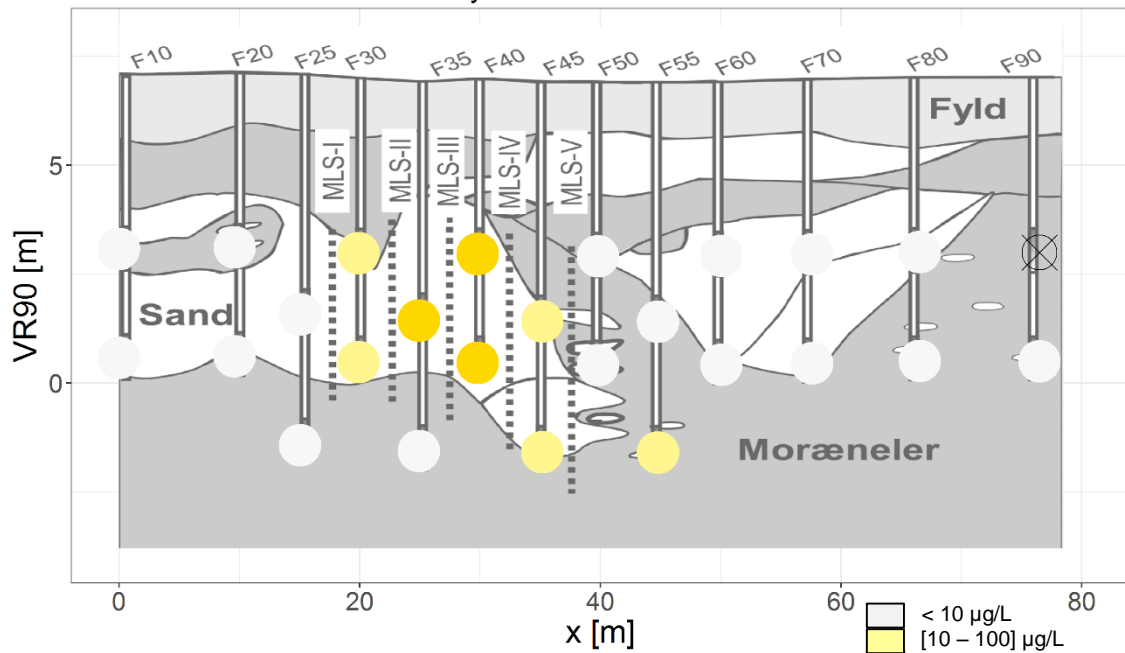 F10 F20 F25 F30 F35 F40 F45 F50 F55 F60 F70 F80 F90
Fyld
MLS-I
MLS-II
MLS-III
MLS-IV
MLS-V
5
VR90 [m]
Sand
0
Moræneler
0 20 40 60 80
x [m]
< 10 µg/L
[10 – 100] µg/L